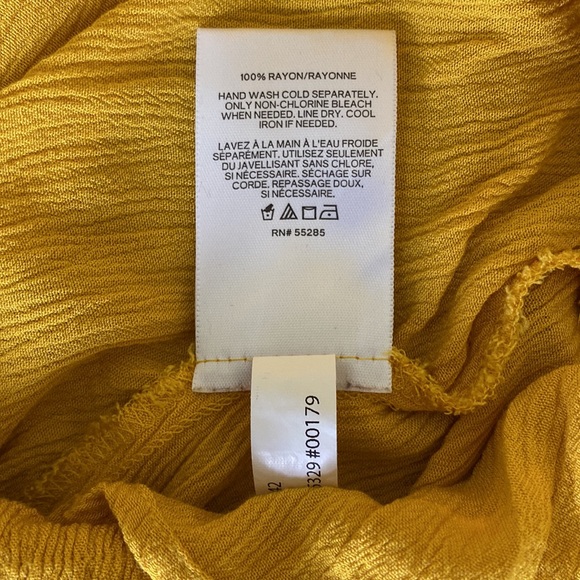 100% RAYON/RAYONNE
HAND WASH COLD SEPARATELY.
ONLY NON-CHLORINE BLEACH
WHEN NEEDED. LINE DRY. COOL
IRON IF NEEDED.
LAVEZ À LA MAIN À L'EAU FROIDE
SÉPARÉMENT. UTILISEZ SEULEMENT
DU JAVELLISANT SANS CHLORE,
SI NÉCESSAIRE. SÉCHAGE SUR
CORDE. REPASSAGE DOUX,
SI NÉCESSAIRE.
RN# 55285
5329 #00179